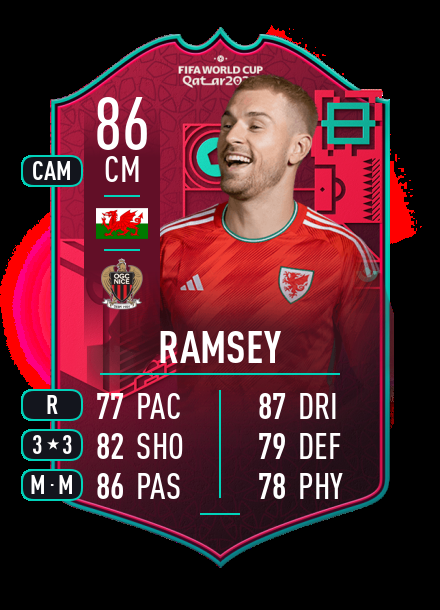 FIFA WORLD CUP
86
CM
CAM
OGC
NICE
RAMSEY
R
77 PAC
87 DRI
3★3
82 SHO
79 DEF
M·M
86 PAS
78 PHY